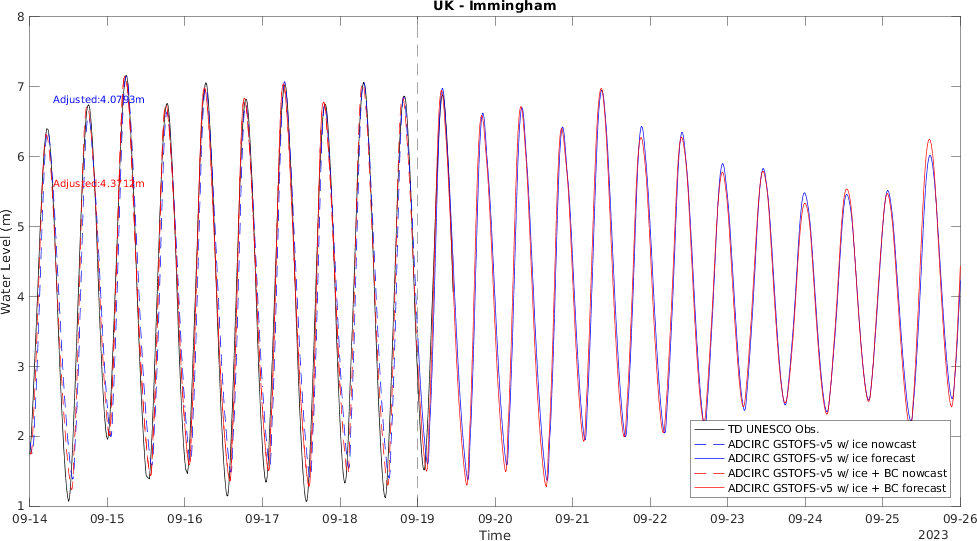 UK - Immingham
8
7
6
5
4
3
2
1
Water Level (m)
Adjusted:4.0793m
Adjusted:4.3712m
TD UNESCO Obs.
ADCIRC GSTOFS-v5 w/ ice nowcast
ADCIRC GSTOFS-v5 w/ ice forecast
ADCIRC GSTOFS-v5 w/ ice + BC nowcast
ADCIRC GSTOFS-v5 w/ ice + BC forecast
09-14 09-15 09-16 09-17 09-18 09-19 09-20 09-21 09-22 09-23 09-24 09-25 09-26
Time
2023